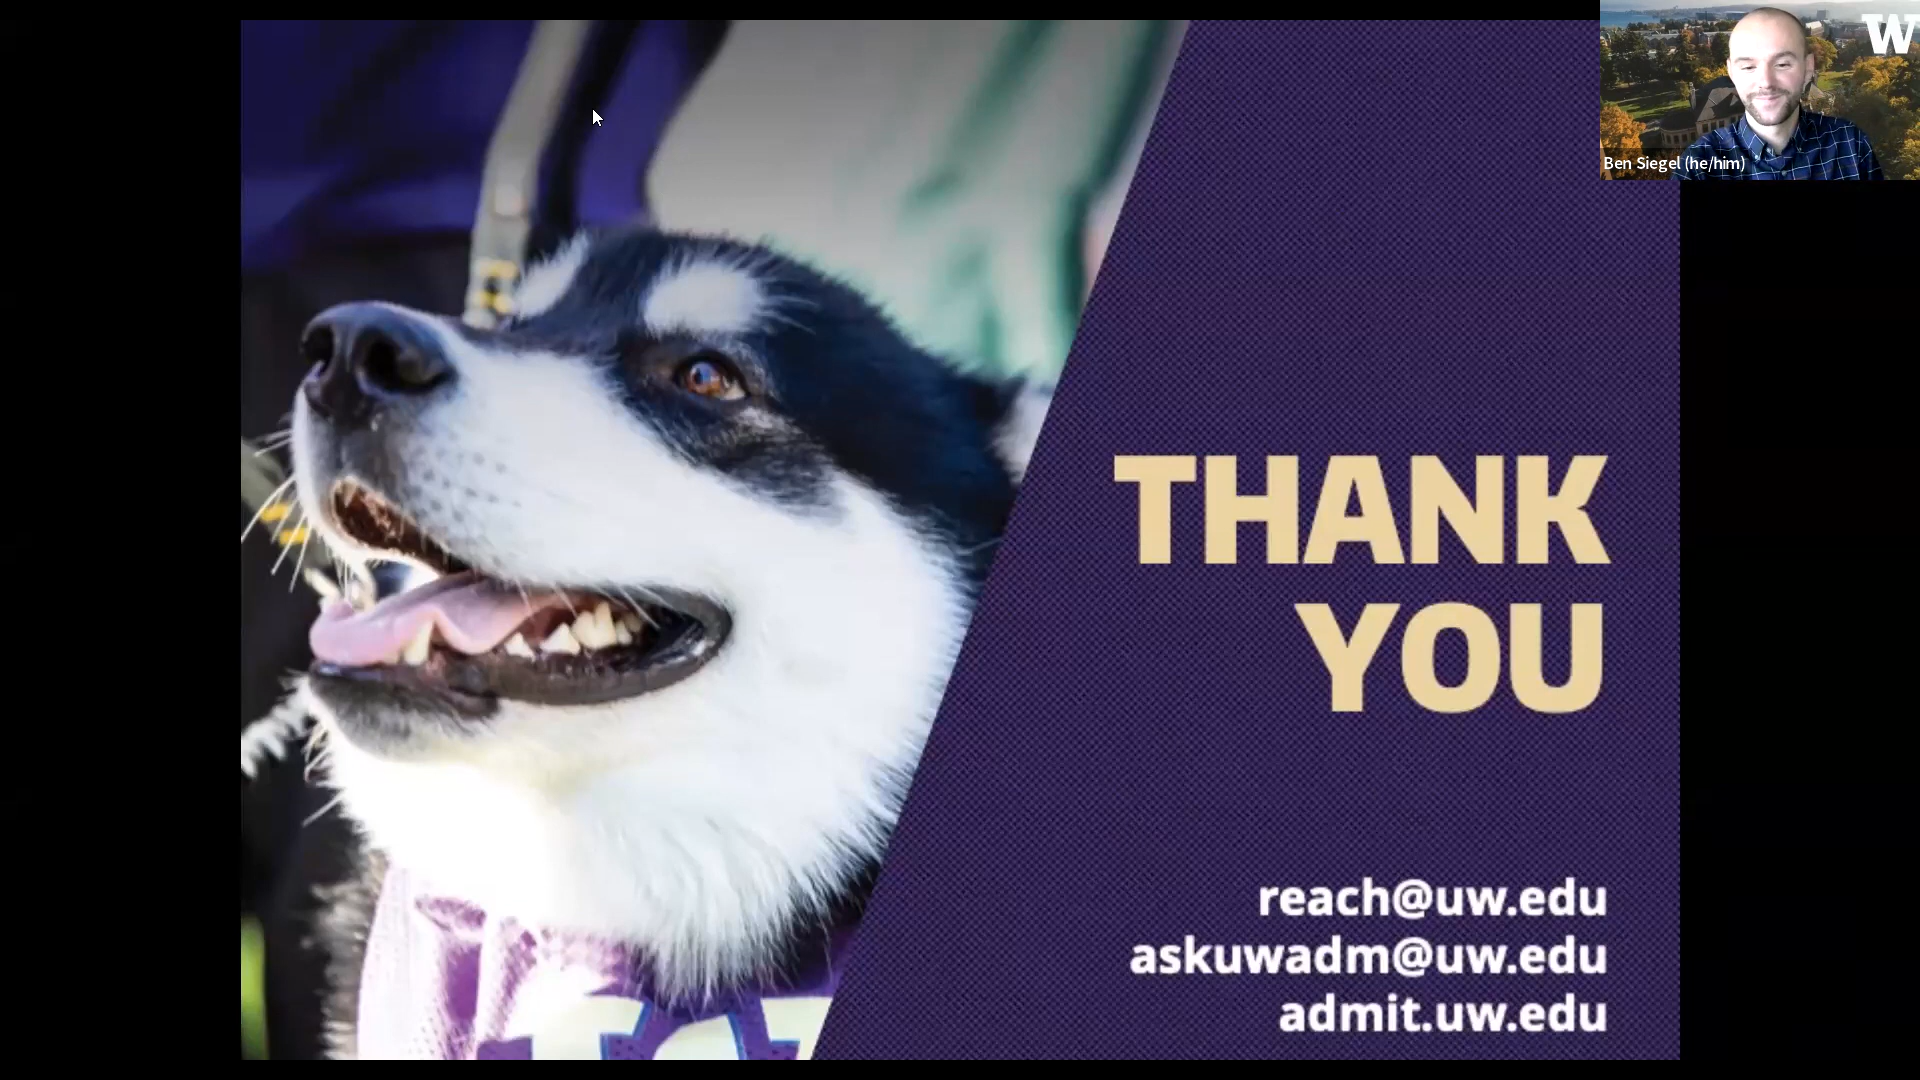 W
Ben Siegel (he/him)
THANK
YOU
reach@uw.edu
askuwadm@uw.edu
admit.uw.edu